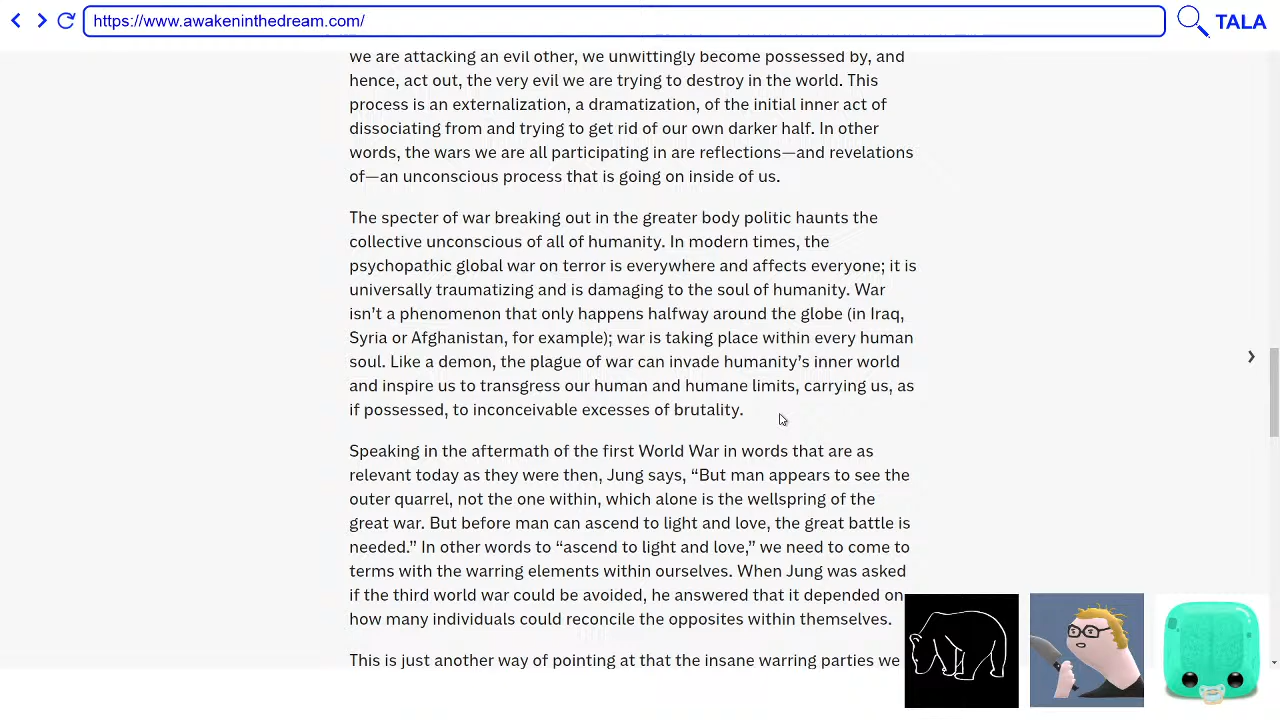 https://www.awakeninthedream.com/
TALA
we are attacking an evil other, we unwittingly become possessed by, and
hence, act out, the very evil we are trying to destroy in the world. This
process is an externalization, a dramatization, of the initial inner act of
dissociating from and trying to get rid of our own darker half. In other
words, the wars we are all participating in are reflections—and revelations
of—an unconscious process that is going on inside of us.
The specter of war breaking out in the greater body politic haunts the
collective unconscious of all of humanity. In modern times, the
psychopathic global war on terror is everywhere and affects everyone; it is
universally traumatizing and is damaging to the soul of humanity. War
isn’t a phenomenon that only happens halfway around the globe (in Iraq,
Syria or Afghanistan, for example); war is taking place within every human
soul. Like a demon, the plague of war can invade humanity’s inner world
and inspire us to transgress our human and humane limits, carrying us, as
if possessed, to inconceivable excesses of brutality.
Speaking in the aftermath of the first World War in words that are as
relevant today as they were then, Jung says, “But man appears to see the
outer quarrel, not the one within, which alone is the wellspring of the
great war. But before man can ascend to light and love, the great battle is
needed.” In other words to “ascend to light and love,” we need to come to
terms with the warring elements within ourselves. When Jung was asked
if the third world war could be avoided, he answered that it depended on
how many individuals could reconcile the opposites within themselves.
This is just another way of pointing at that the insane warring parties we